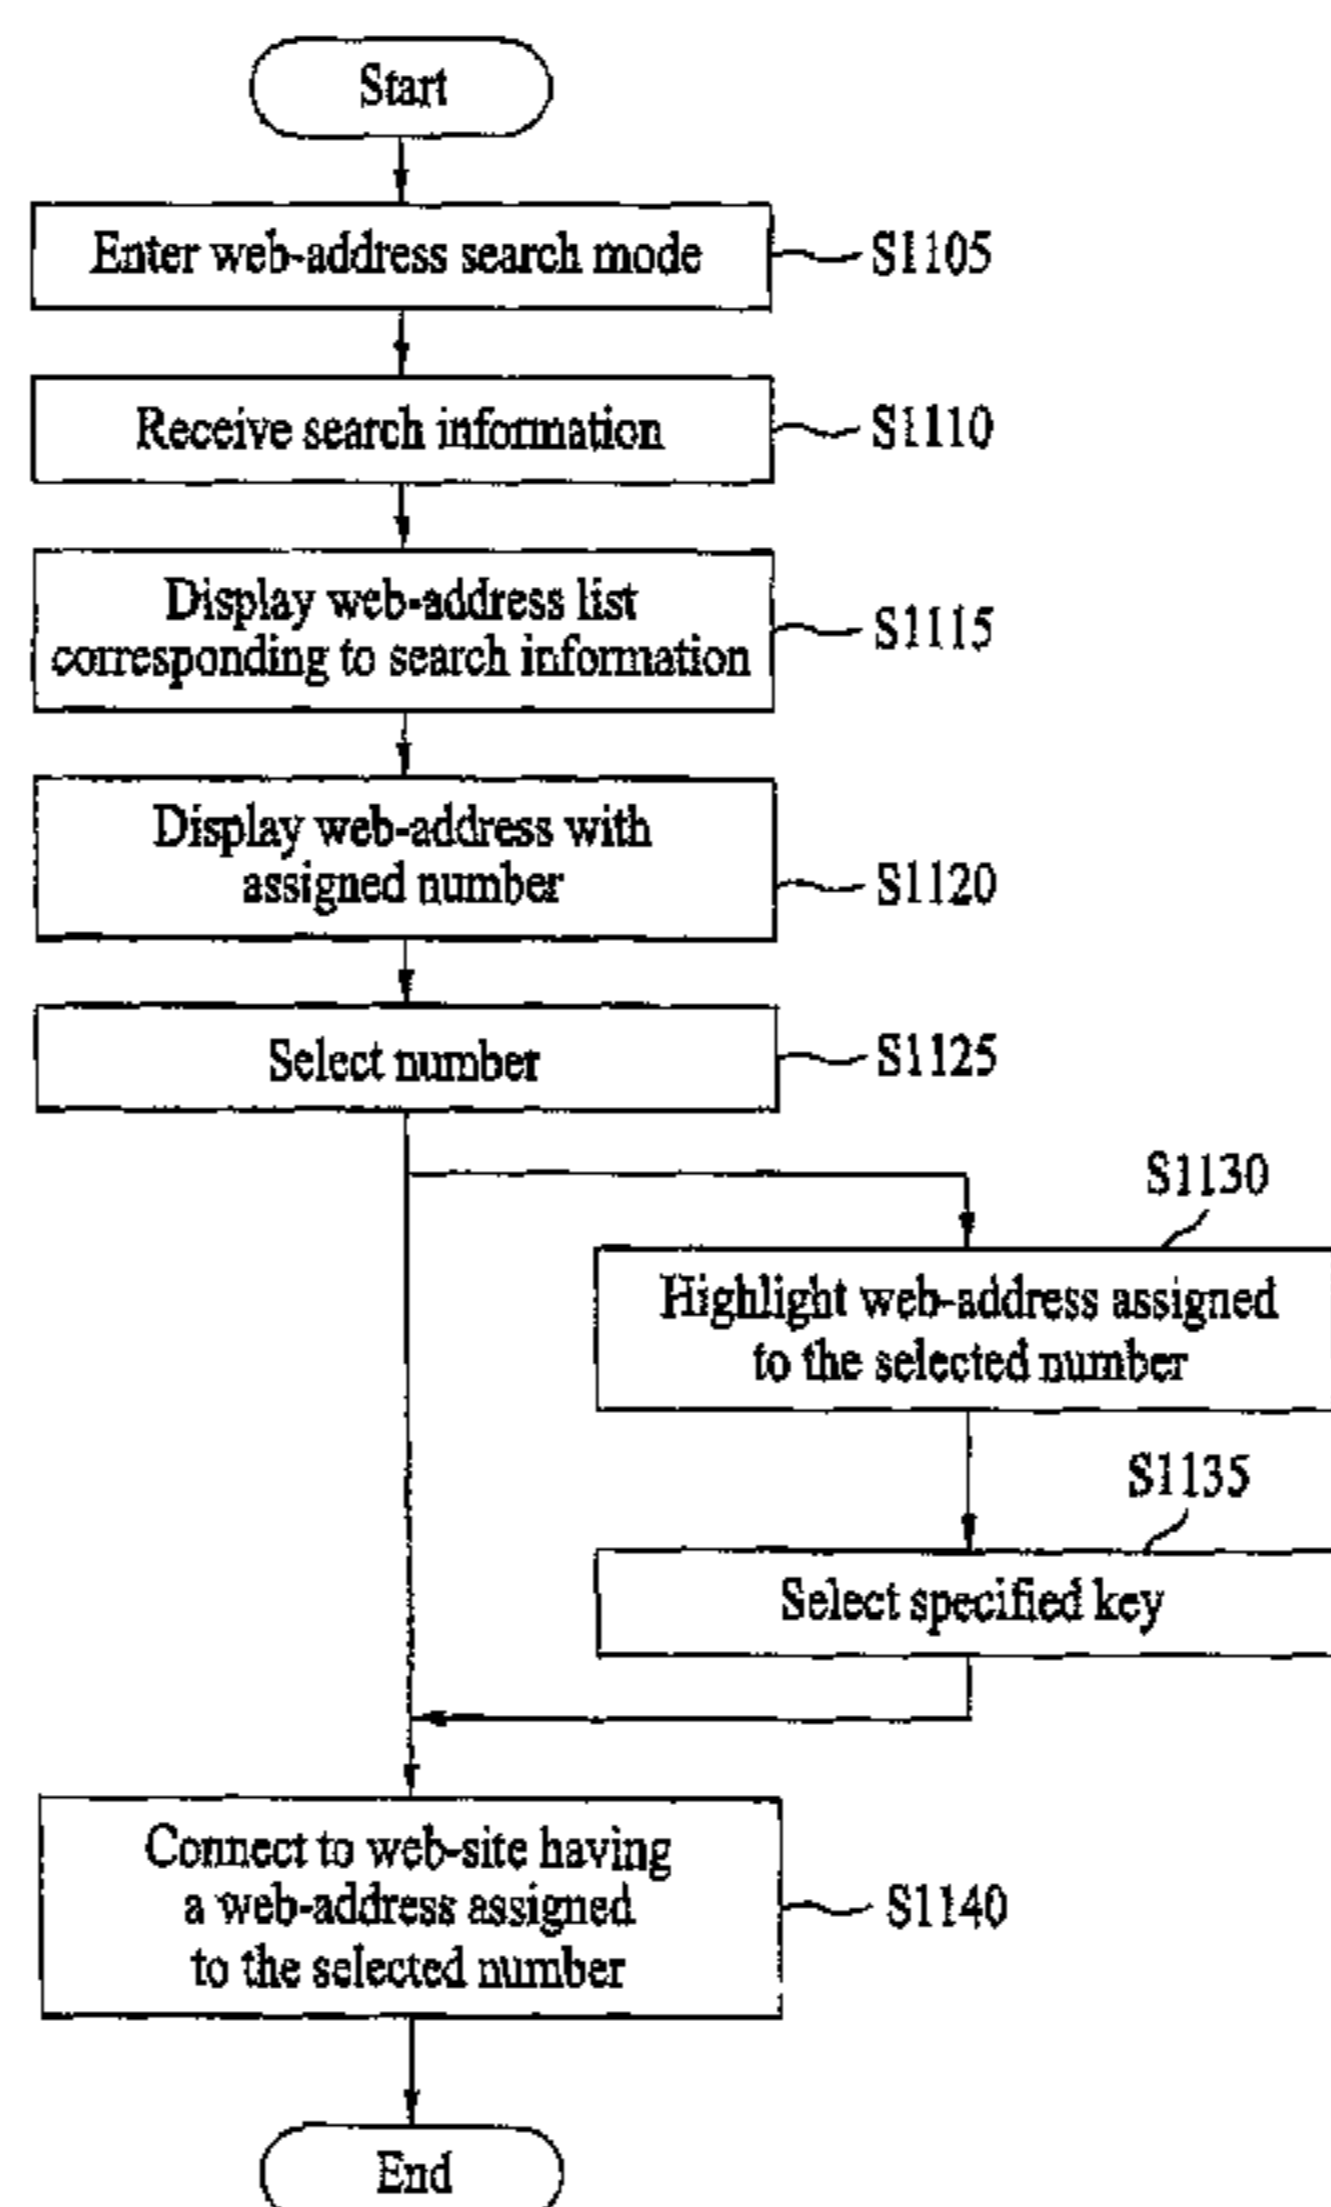 Start
Enter web-address search mode
S1105
Receive search information
S1110
Display web-address list
corresponding to search information
S1115
Display web-address with
assigned number
S1120
Select number
S1125
S1130
Highlight web-address assigned
to the selected number
S1135
Select specified key
Connect to web-site having
a web-address assigned
to the selected number
S1140
End